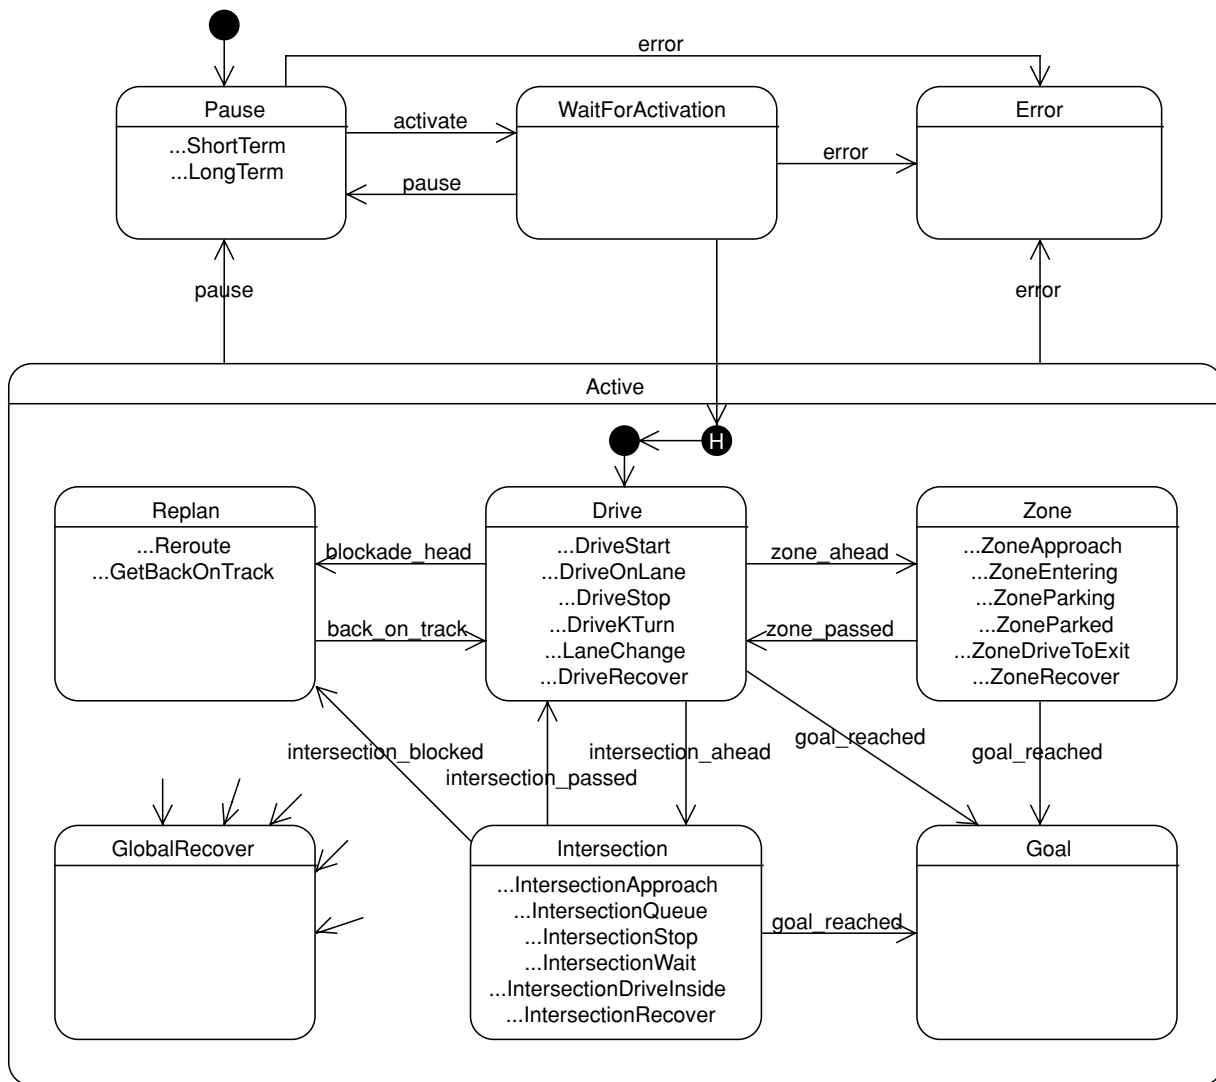 error
Pause
WaitForActivation
Error
activate
...ShortTerm
error
...LongTerm
pause
pause
error
Active
H
Replan
Drive
Zone
...Reroute
blockade_head
...DriveStart
zone_ahead
...ZoneApproach
...GetBackOnTrack
...DriveOnLane
...ZoneEntering
...DriveStop
...ZoneParking
back_on_track
...DriveKTurn
zone_passed
...ZoneParked
...LaneChange
...ZoneDriveToExit
...DriveRecover
...ZoneRecover
goal_reached
intersection_blocked
intersection_ahead
goal_reached
intersection_passed
GlobalRecover
Intersection
Goal
...IntersectionApproach
...IntersectionQueue
goal_reached
...IntersectionStop
...IntersectionWait
...IntersectionDriveInside
...IntersectionRecover